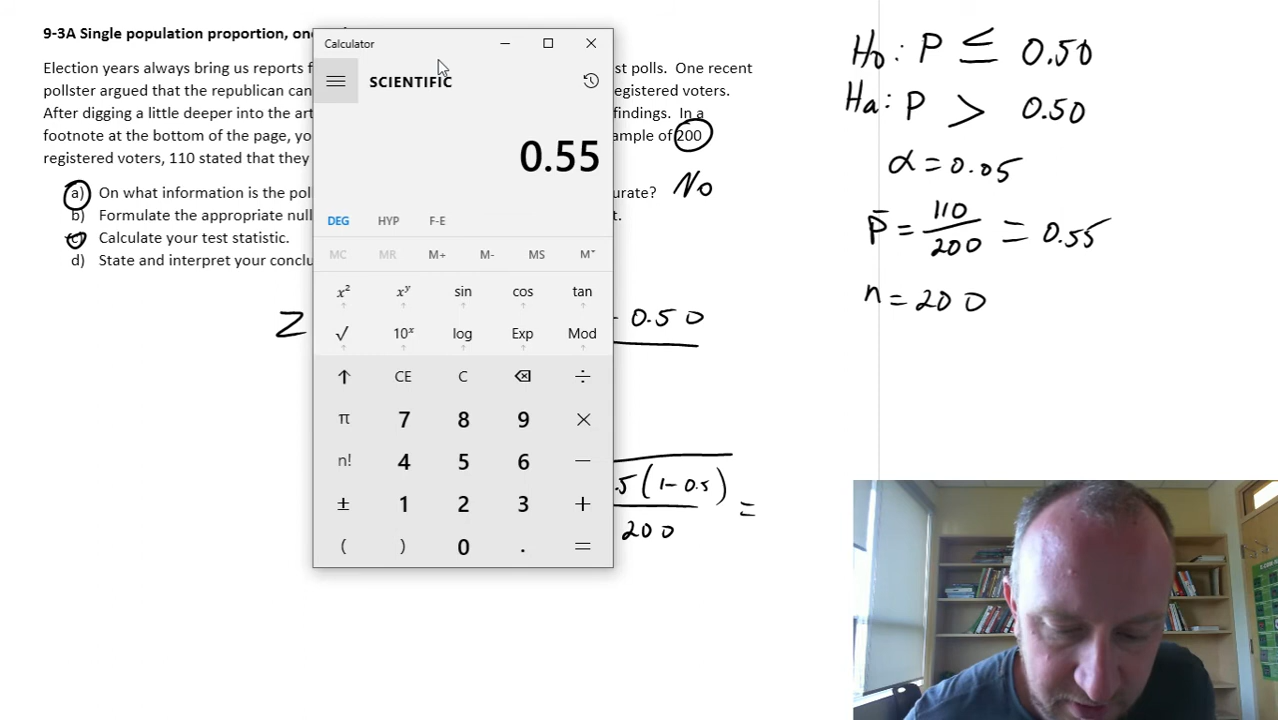 9-3A Single population proportion, on
Election years always bring us reports f
st polls. One recent
pollster argued that the republican can
egistered voters.
After digging a little deeper into the art
findings. In a
footnote at the bottom of the page, yo
ample of 200
registered voters, 110 stated that they
a) On what information is the pol
urate? No
b) Formulate the appropriate null
t.
c) Calculate your test statistic.
d) State and interpret your conclu
Calculator
SCIENTIFIC
0.55
DEG HYP F-E
MC MR M+ M- MS M˅
x² xʸ sin cos tan
√ 10ˣ log Exp Mod
↑ CE C ⌫ ÷
π 7 8 9 ×
n! 4 5 6 −
± 1 2 3 +
( ) 0 . =
Z
- 0.50
.5 (1-0.5)
200
=
Ho: P ≤ 0.50
Ha: P > 0.50
α = 0.05
p̄ = 110/200 = 0.55
n = 200